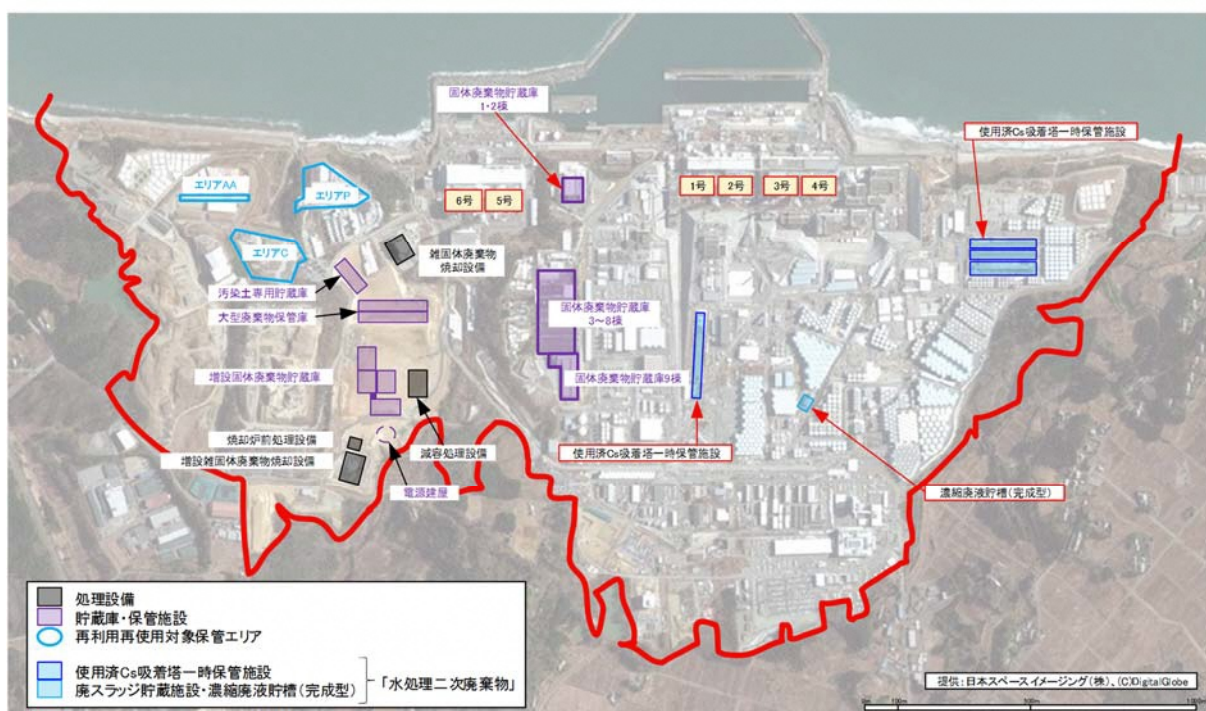 固体廃棄物貯蔵庫
1・2棟
使用済Cs吸着塔一時保管施設
エリアAA
エリアP
6号
5号
1号
2号
3号
4号
エリアC
雑固体廃棄物
焼却設備
汚染土専用貯蔵庫
大型廃棄物保管庫
固体廃棄物貯蔵庫
3～8棟
増設固体廃棄物貯蔵庫
固体廃棄物貯蔵庫9棟
焼却炉前処理設備
減容処理設備
使用済Cs吸着塔一時保管施設
増設雑固体廃棄物焼却設備
電源建屋
濃縮廃液貯槽(完成型)
処理設備
貯蔵庫・保管施設
再利用再使用対象保管エリア
使用済Cs吸着塔一時保管施設
廃スラッジ貯蔵施設・濃縮廃液貯槽(完成型)
「水処理二次廃棄物」
提供:日本スペースイメージング(株)、(C)DigitalGlobe
0m 100m 500m 1000m